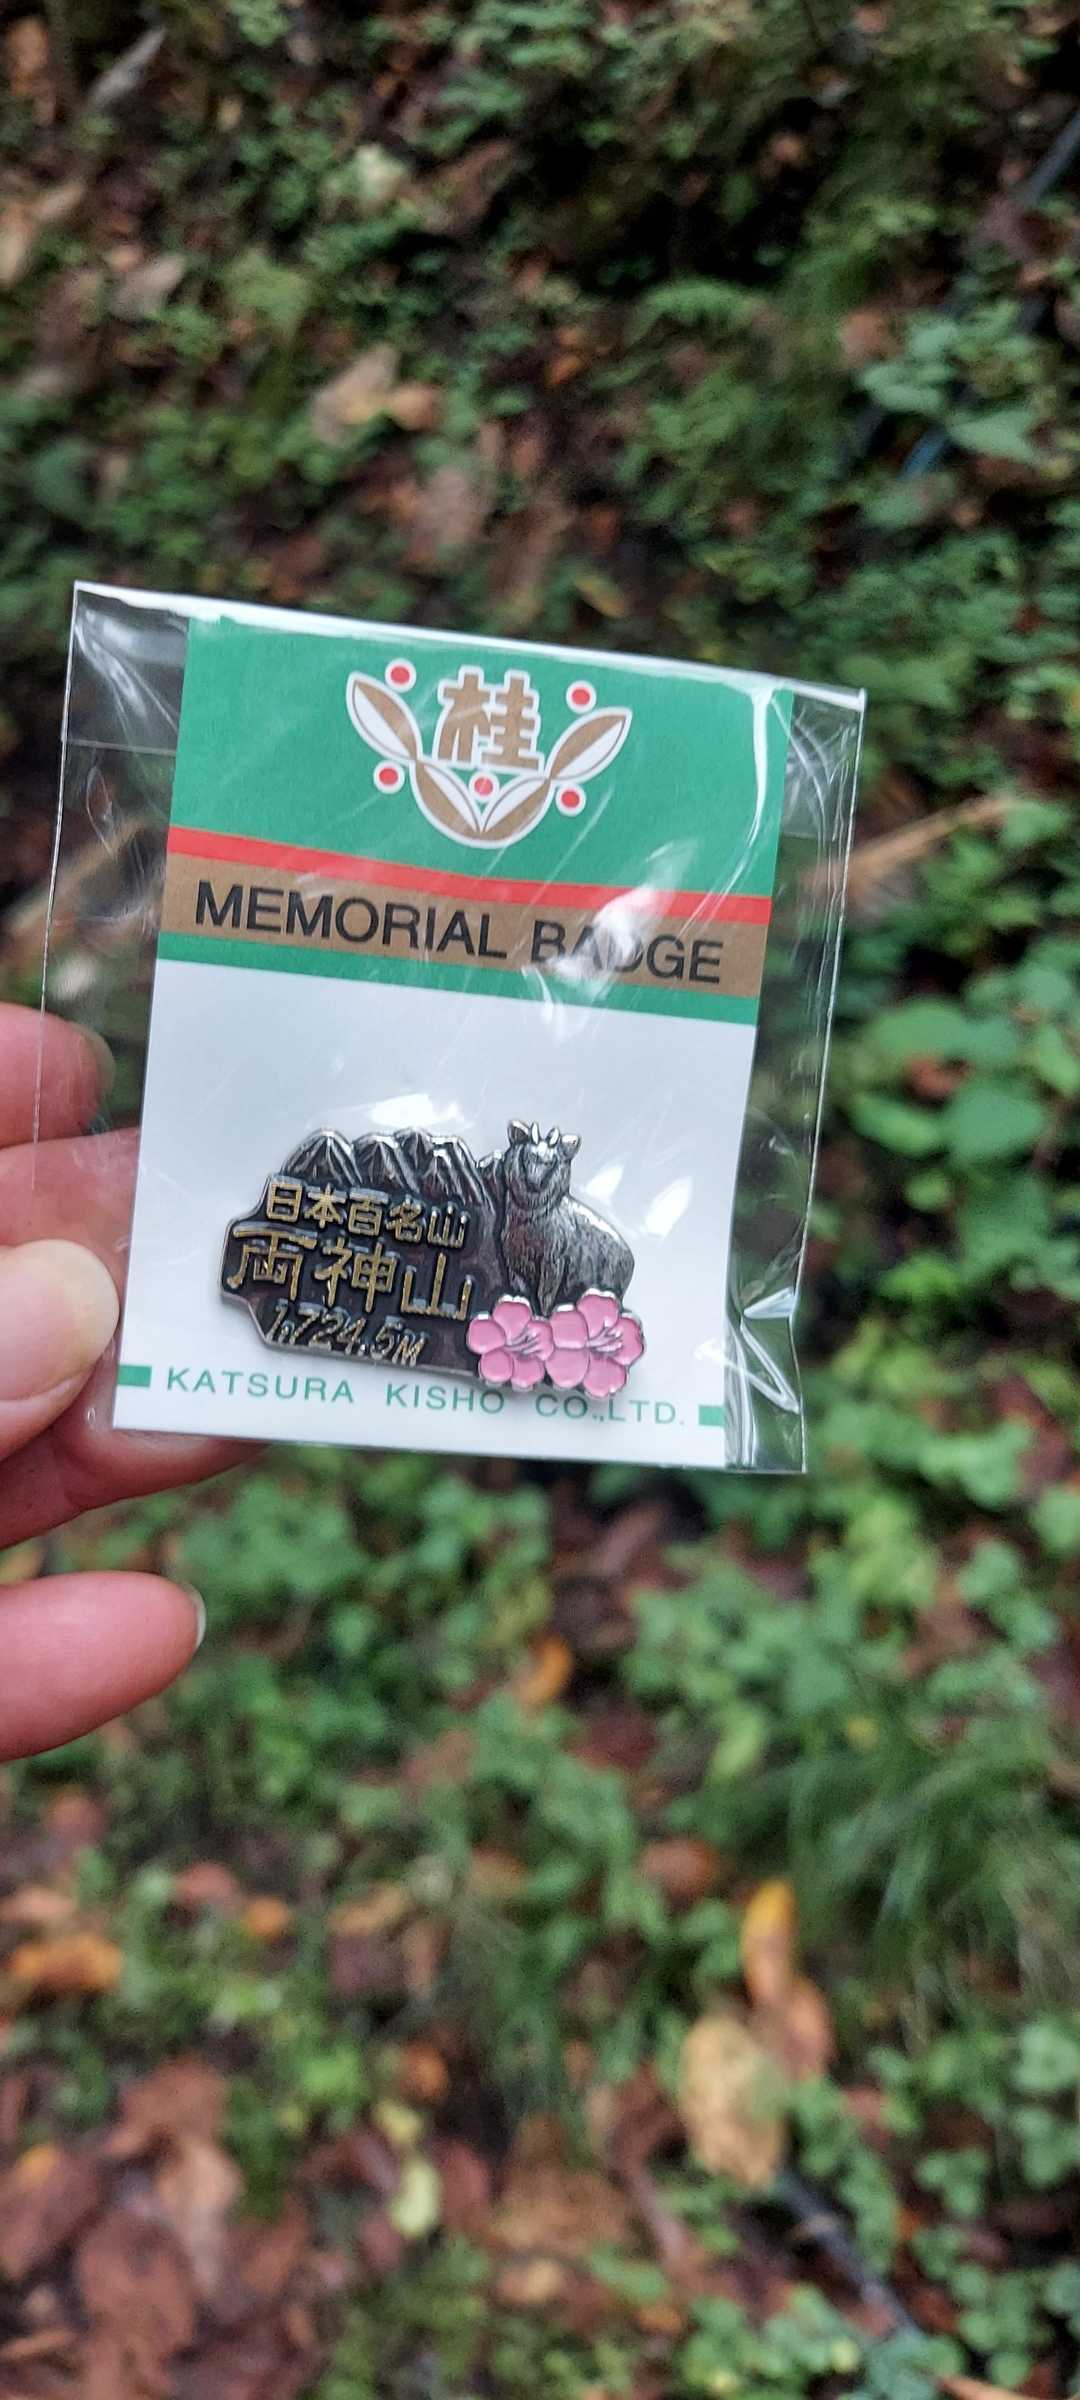 桂
MEMORIAL BADGE
日本百名山
両神山
1,724.5M
KATSURA KISHO CO.,LTD.